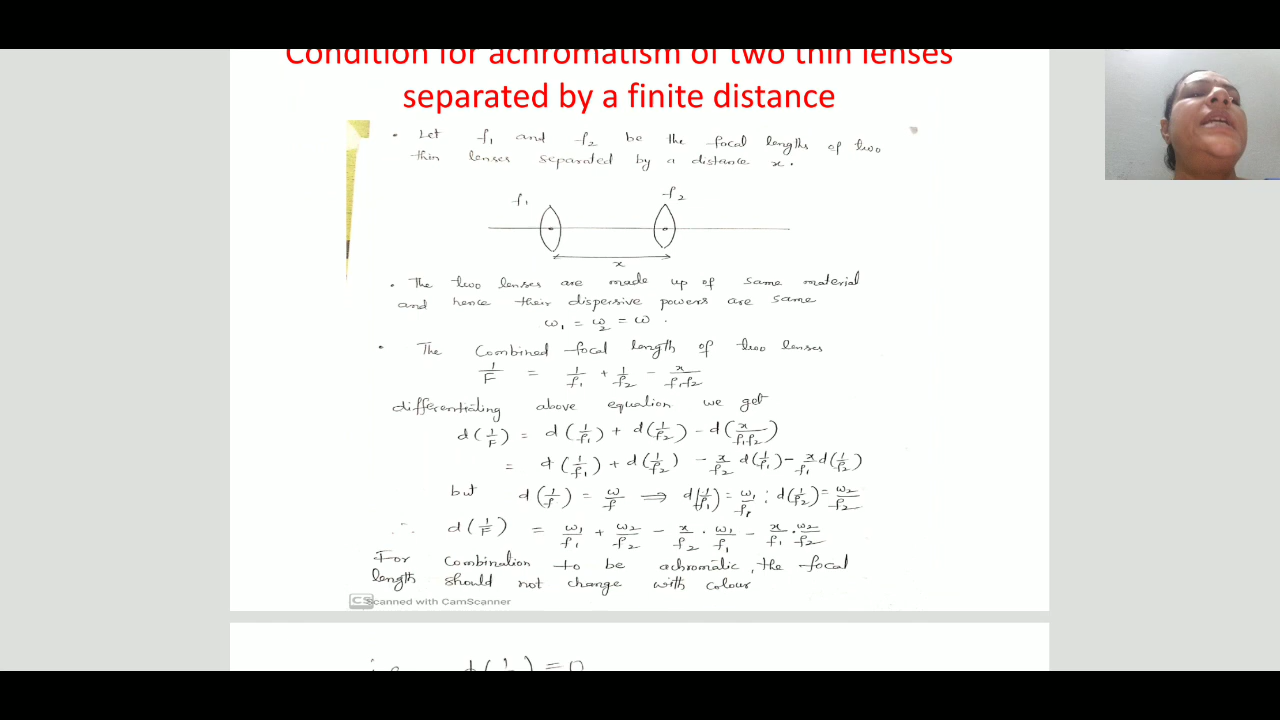 Condition for achromatism of two thin lenses
separated by a finite distance
• Let f₁ and f₂ be the focal lengths of two
thin lenses separated by a distance x.
f₁ f₂
x
• The two lenses are made up of same material
and hence their dispersive powers are same
ω₁ = ω₂ = ω .
• The Combined focal length of two lenses
1/F = 1/f₁ + 1/f₂ - x/f₁f₂
differentiating above equation we get
d(1/F) = d(1/f₁) + d(1/f₂) - d(x/f₁f₂)
= d(1/f₁) + d(1/f₂) - x/f₂ d(1/f₁) - x/f₁ d(1/f₂)
but d(1/f) = ω/f ⟹ d(1/f₁) = ω₁/f₁ ; d(1/f₂) = ω₂/f₂
∴ d(1/F) = ω₁/f₁ + ω₂/f₂ - x/f₂ · ω₁/f₁ - x/f₁ · ω₂/f₂
For combination to be achromatic, the focal
length should not change with colour
CS Scanned with CamScanner
i.e. d(1/ ) = 0